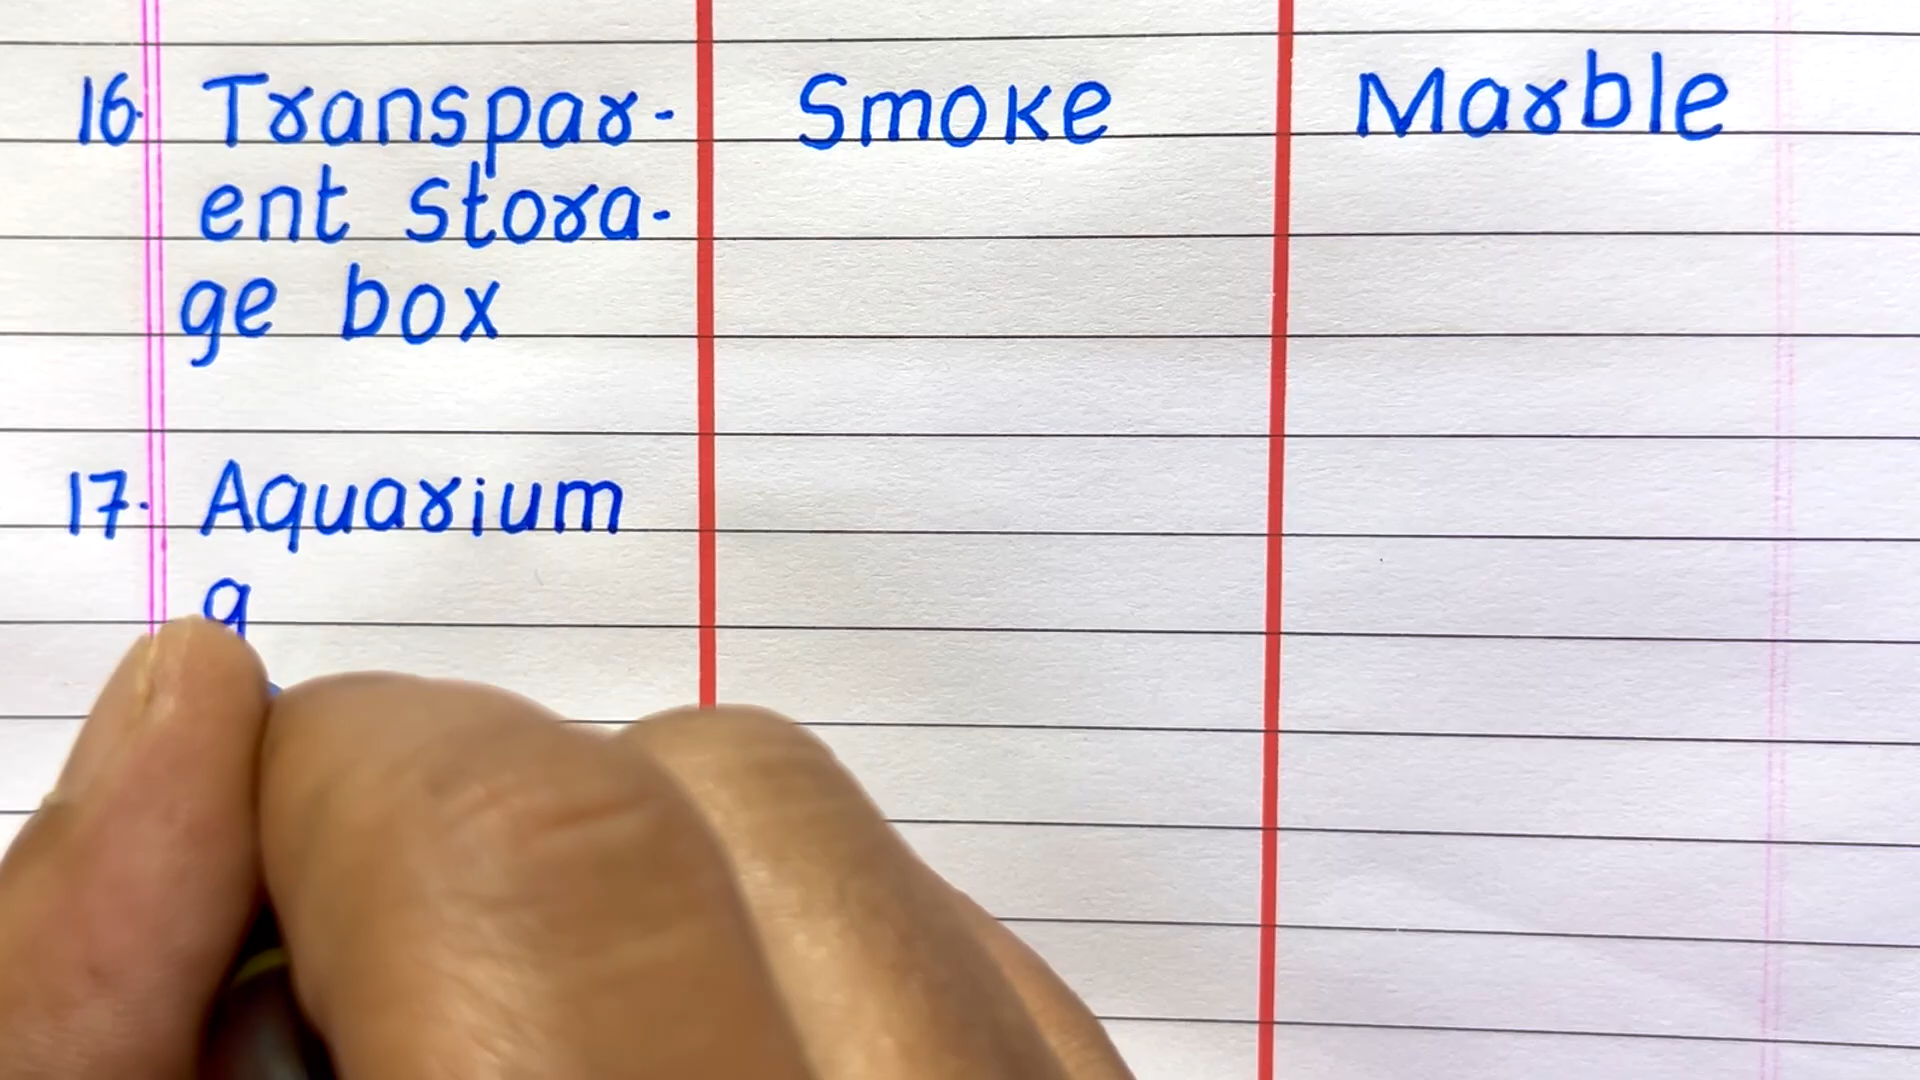 16. Transpar- Smoke Marble
ent stora-
ge box
17. Aquarium
g